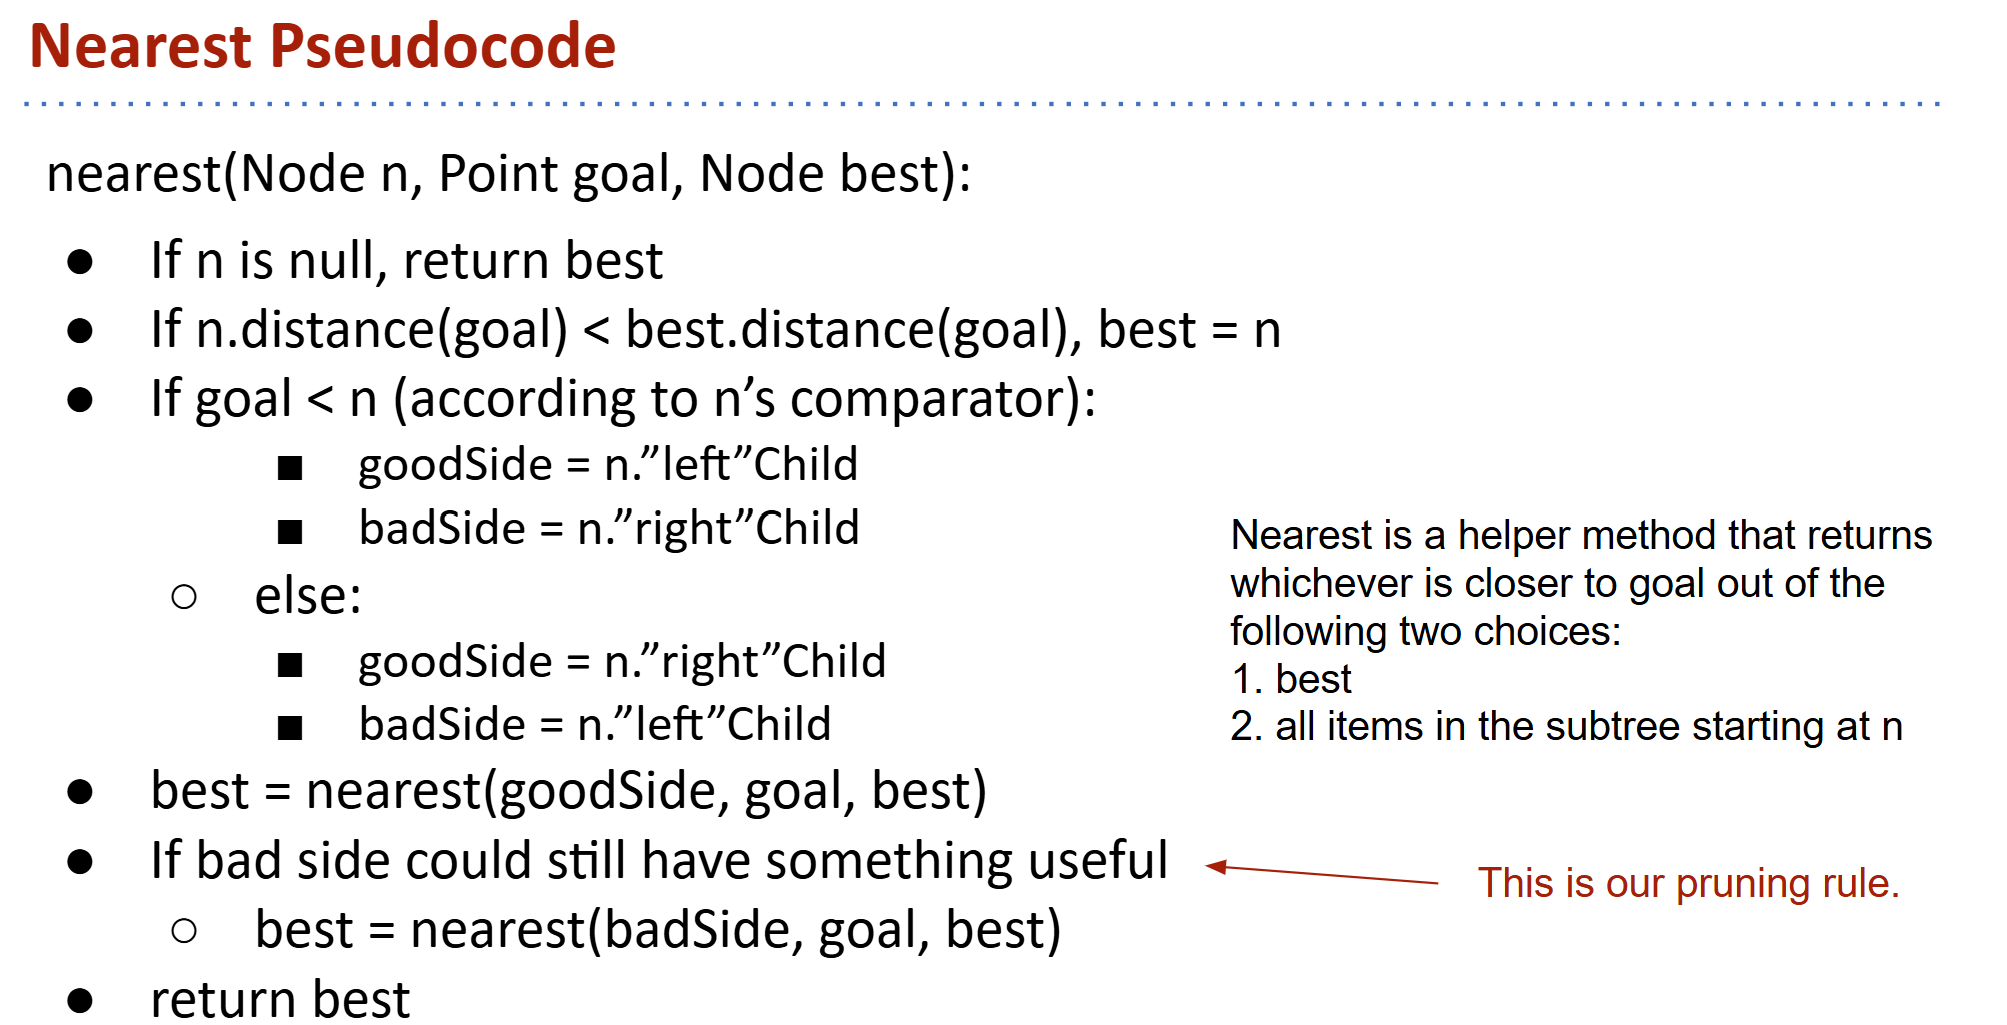 Nearest Pseudocode
nearest(Node n, Point goal, Node best):
● If n is null, return best
● If n.distance(goal) < best.distance(goal), best = n
● If goal < n (according to n’s comparator):
■ goodSide = n.”left”Child
■ badSide = n.”right”Child
○ else:
■ goodSide = n.”right”Child
■ badSide = n.”left”Child
● best = nearest(goodSide, goal, best)
● If bad side could still have something useful
○ best = nearest(badSide, goal, best)
● return best
Nearest is a helper method that returns
whichever is closer to goal out of the
following two choices:
1. best
2. all items in the subtree starting at n
This is our pruning rule.